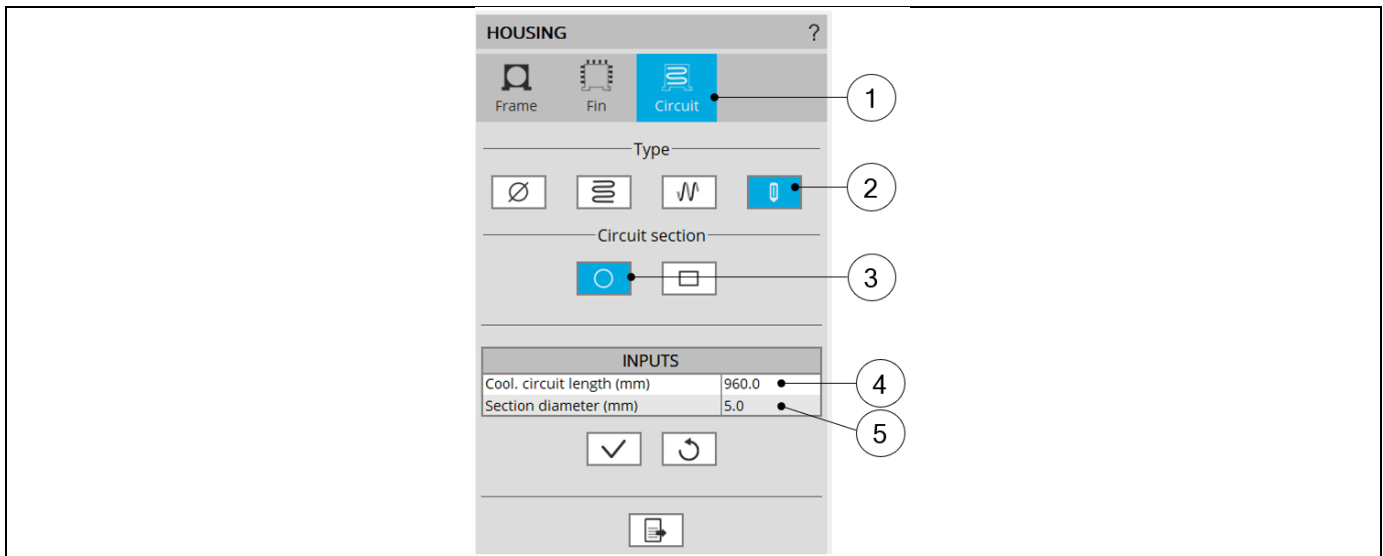 HOUSING ?
Frame Fin Circuit
1
Type
2
Circuit section
3
INPUTS
Cool. circuit length (mm) 960.0
4
Section diameter (mm) 5.0
5